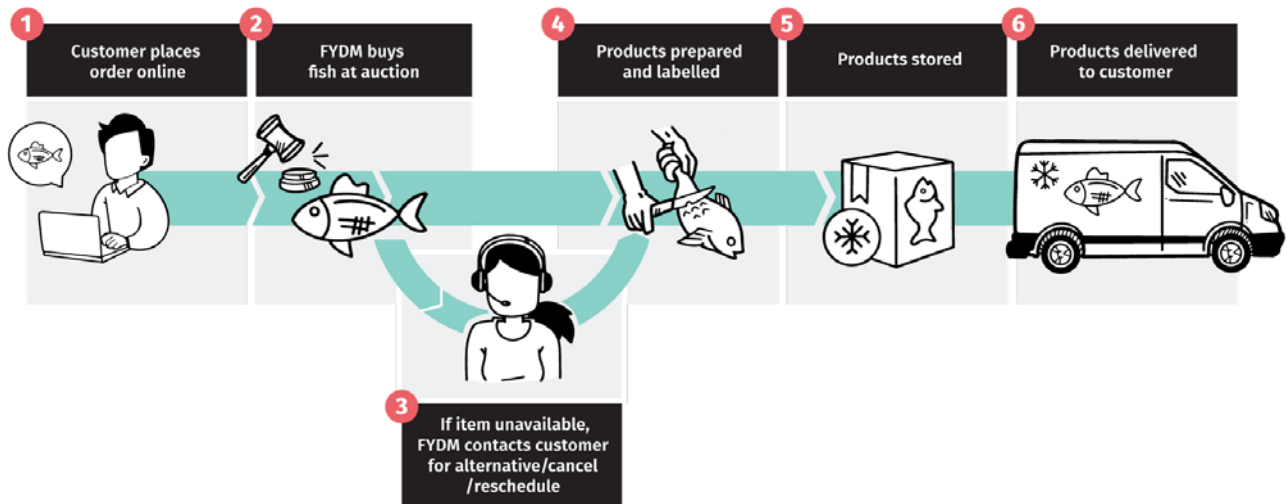 1
Customer places
order online
2
FYDM buys
fish at auction
3
If item unavailable,
FYDM contacts customer
for alternative/cancel
/reschedule
4
Products prepared
and labelled
5
Products stored
6
Products delivered
to customer